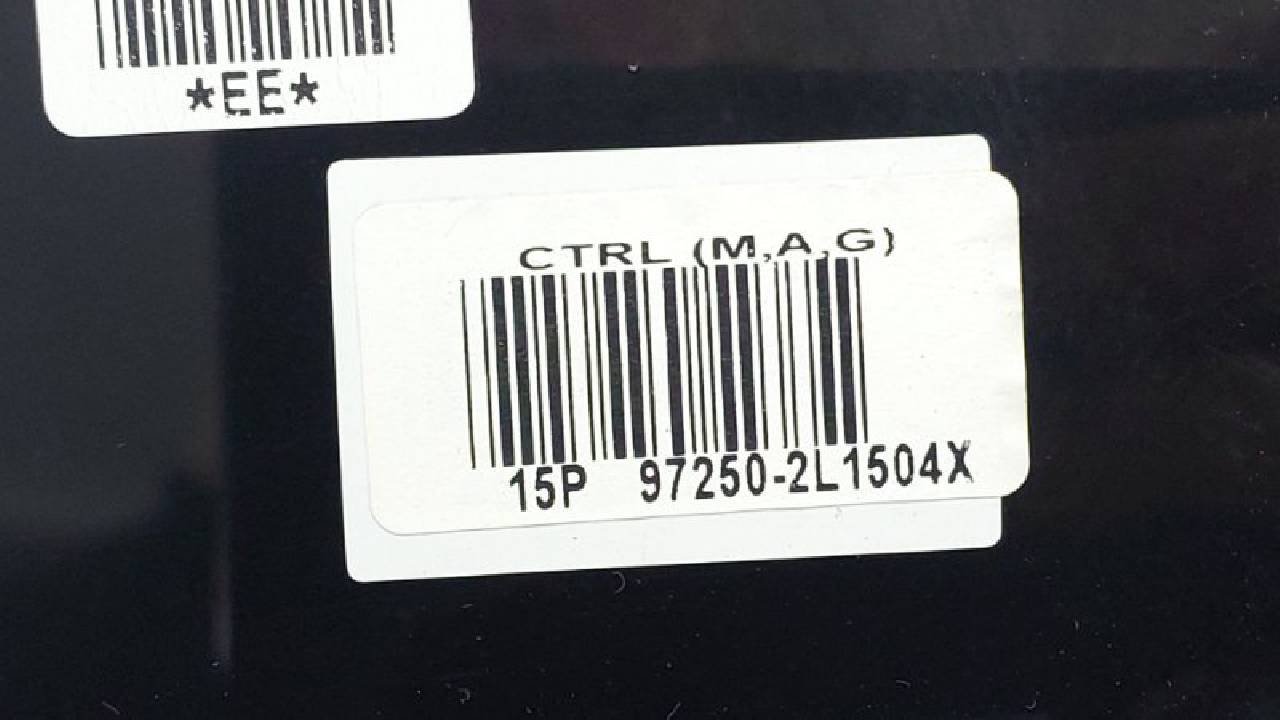 *EE*
CTRL (M,A,G)
15P 97250-2L1504X